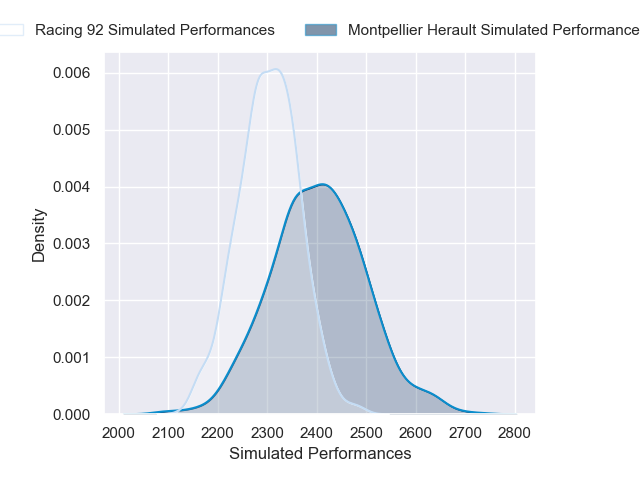 Racing 92 Simulated Performances
Montpellier Herault Simulated Performance
0.006
0.005
0.004
0.003
0.002
0.001
0.000
Density
2000 2100 2200 2300 2400 2500 2600 2700 2800
Simulated Performances